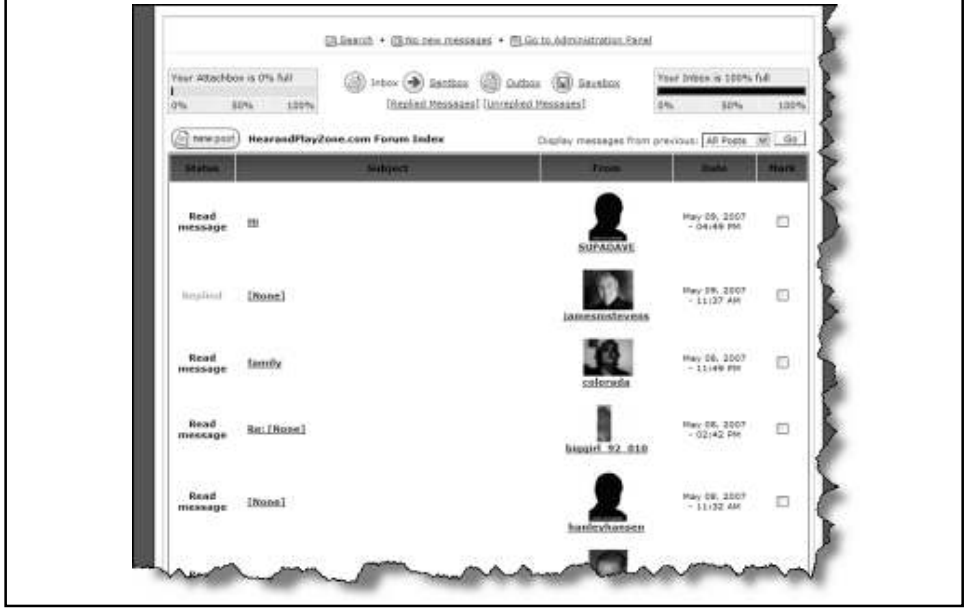 Search • No new messages • Go to Administration Panel
Your Attachbox is 0% full
0% 50% 100%
Inbox Sentbox Outbox Savebox
[Replied Messages] [Unreplied Messages]
Your Inbox is 100% full
0% 50% 100%
new post HearandPlayZone.com Forum Index Display messages from previous: All Posts Go
Status Subject From Date Mark
Read message Hi SUPADAVE May 09, 2007 - 04:49 PM
Replied [None] jamesmstevens May 09, 2007 - 11:37 AM
Read message family colorada May 08, 2007 - 11:49 PM
Read message Re: [None] biggirl_92_010 May 08, 2007 - 02:42 PM
Read message [None] hanleyhansen May 08, 2007 - 11:32 AM